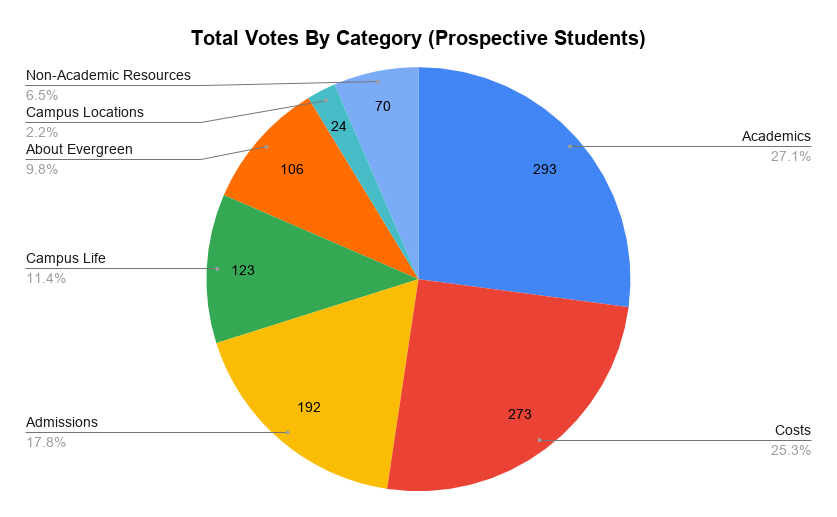 Total Votes By Category (Prospective Students)
Non-Academic Resources
6.5%
Campus Locations
2.2%
About Evergreen
9.8%
Campus Life
11.4%
Admissions
17.8%
Academics
27.1%
Costs
25.3%
70
24
106
293
123
192
273